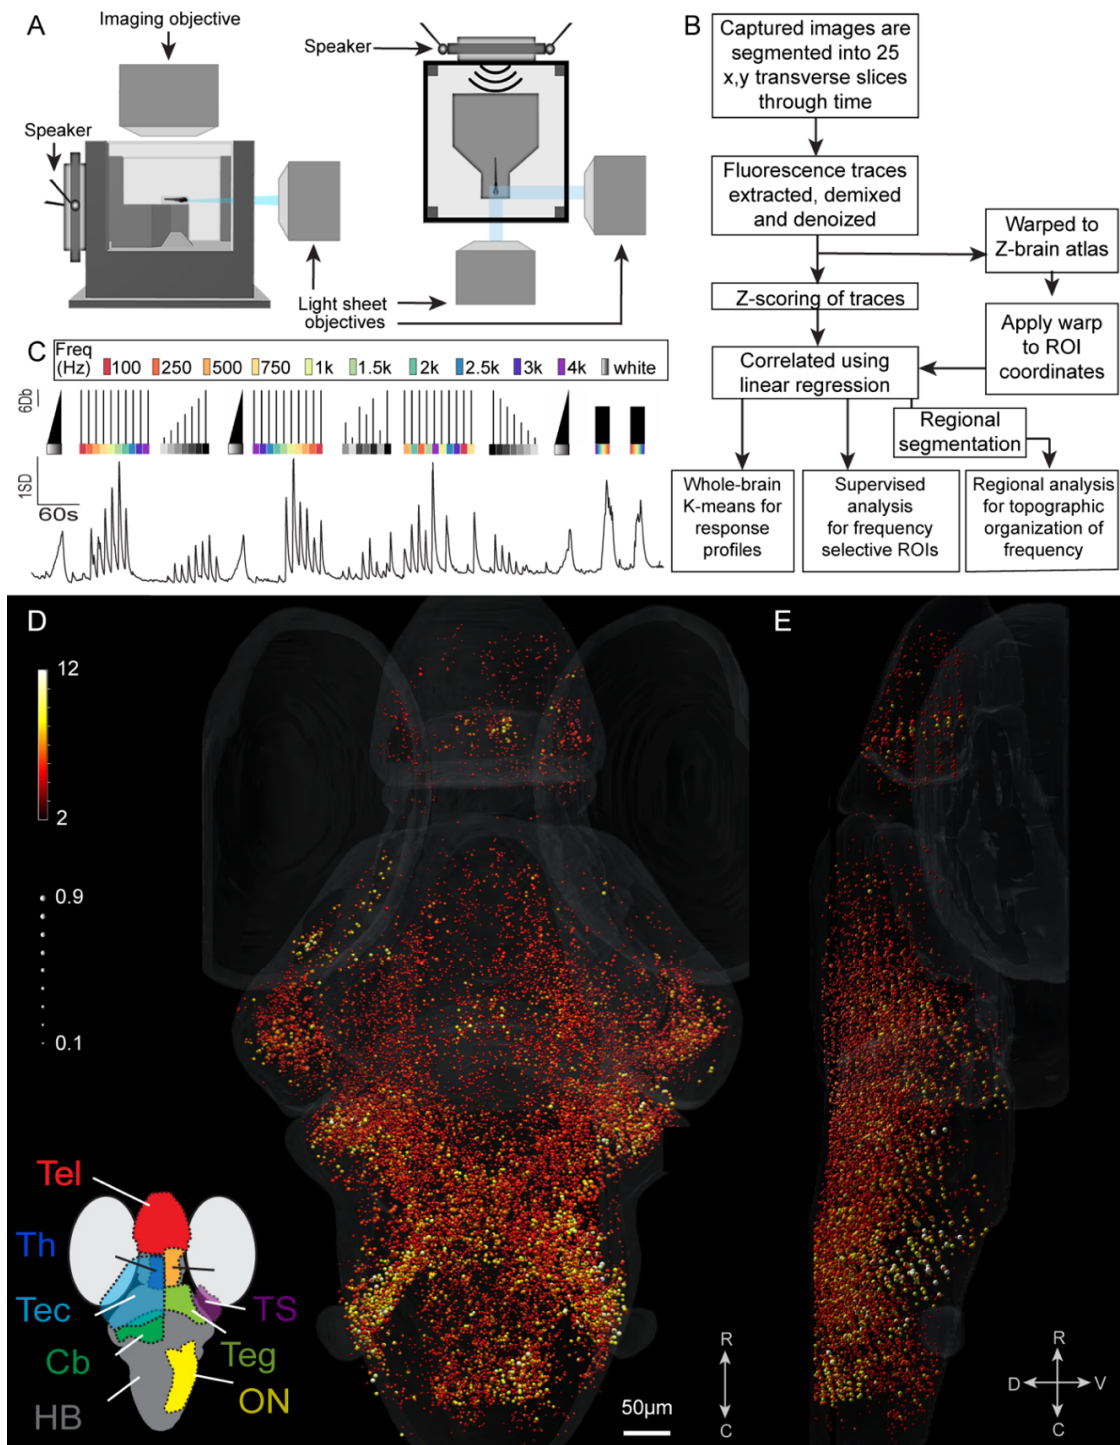 A
Imaging objective
Speaker
Speaker
Light sheet
objectives
B
Captured images are
segmented into 25
x,y transverse slices
through time
Fluorescence traces
extracted, demixed
and denoized
Warped to
Z-brain atlas
Z-scoring of traces
Apply warp
to ROI
coordinates
Correlated using
linear regression
Regional
segmentation
Whole-brain
K-means for
response
profiles
Supervised
analysis
for frequency
selective ROIs
Regional analysis
for topographic
organization of
frequency
C
Freq
(Hz) 100 250 500 750 1k 1.5k 2k 2.5k 3k 4k white
6Db
1SD
60s
D
12
2
0.9
0.1
Tel
Th
Tec
TS
Cb
Teg
HB
ON
50μm
R
C
E
R
D
V
C